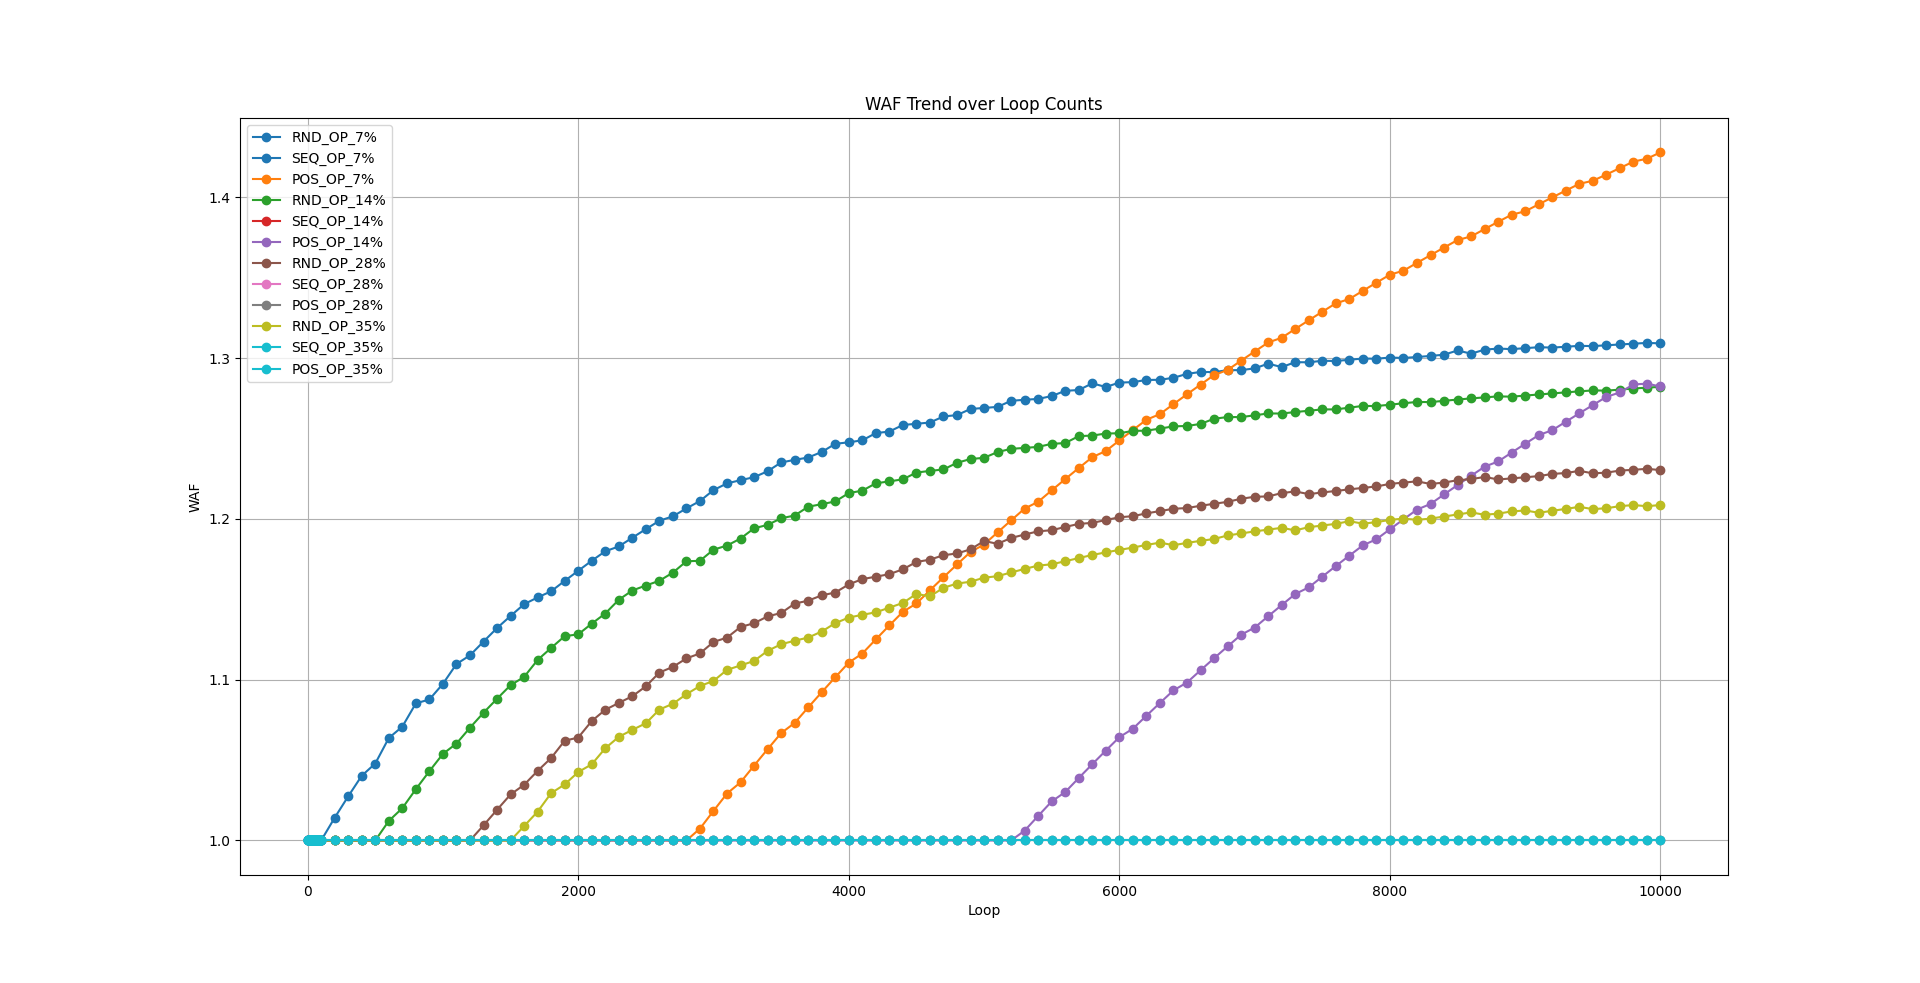 WAF Trend over Loop Counts
RND_OP_7%
SEQ_OP_7%
POS_OP_7%
RND_OP_14%
SEQ_OP_14%
POS_OP_14%
RND_OP_28%
SEQ_OP_28%
POS_OP_28%
RND_OP_35%
SEQ_OP_35%
POS_OP_35%
WAF
1.4
1.3
1.2
1.1
1.0
0 2000 4000 6000 8000 10000
Loop